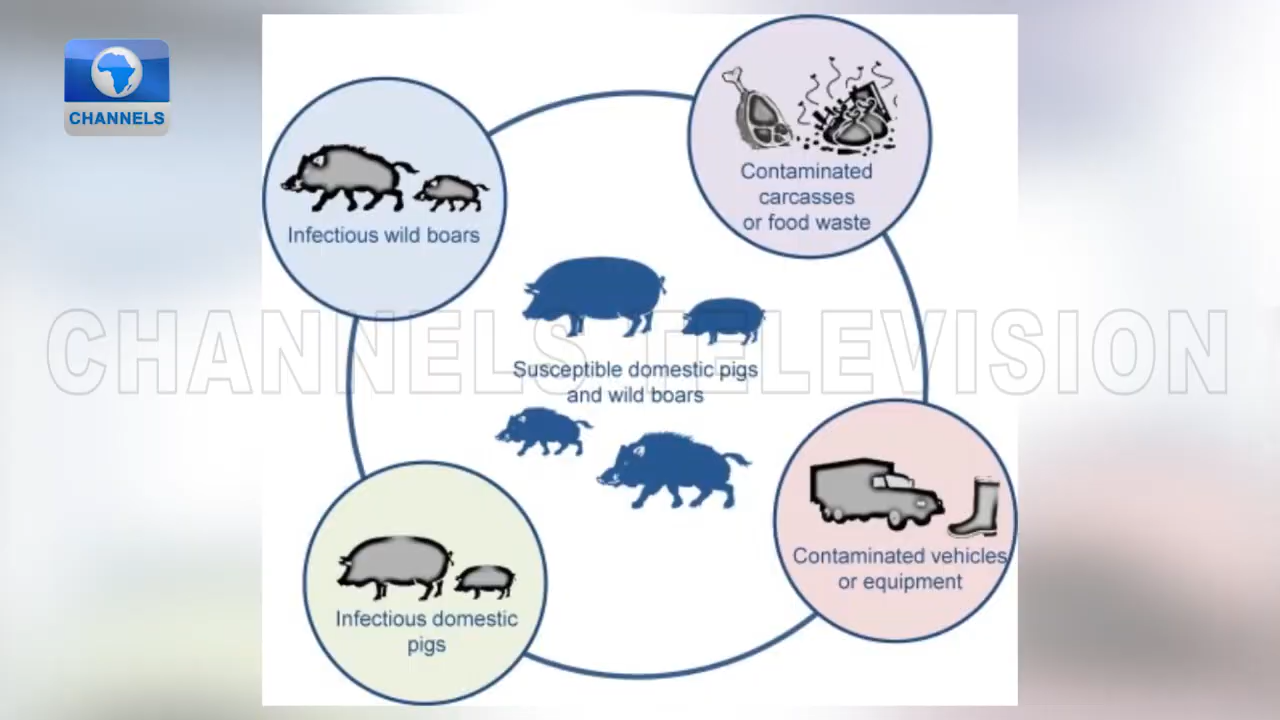 CHANNELS
Contaminated
carcasses
or food waste
Infectious wild boars
CHANNELS TELEVISION
Susceptible domestic pigs
and wild boars
Contaminated vehicles
or equipment
Infectious domestic
pigs